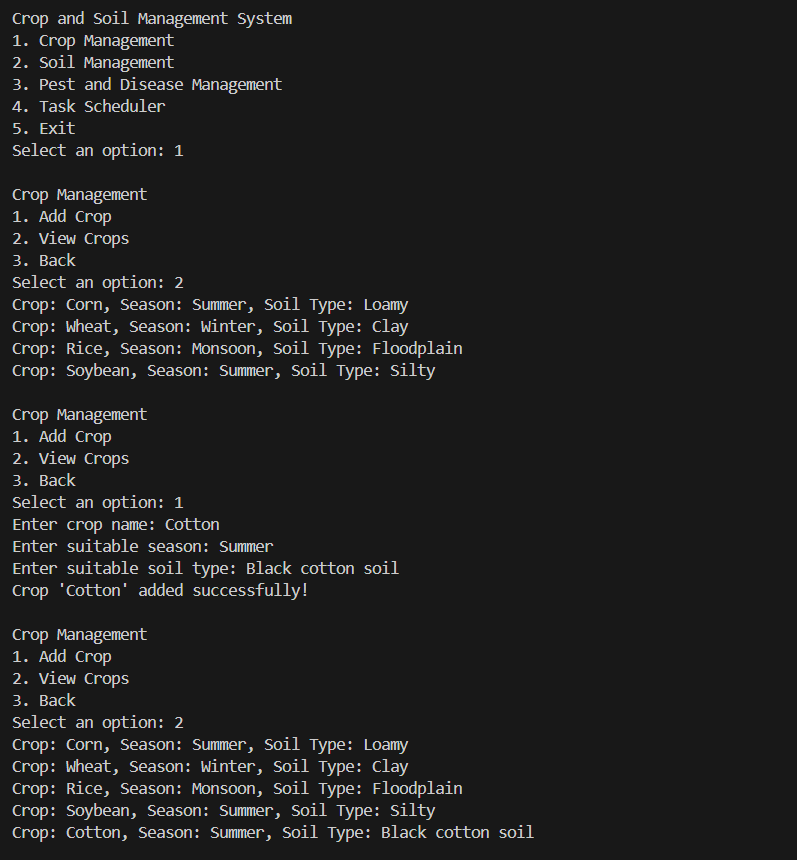 Crop and Soil Management System
1. Crop Management
2. Soil Management
3. Pest and Disease Management
4. Task Scheduler
5. Exit
Select an option: 1
Crop Management
1. Add Crop
2. View Crops
3. Back
Select an option: 2
Crop: Corn, Season: Summer, Soil Type: Loamy
Crop: Wheat, Season: Winter, Soil Type: Clay
Crop: Rice, Season: Monsoon, Soil Type: Floodplain
Crop: Soybean, Season: Summer, Soil Type: Silty
Crop Management
1. Add Crop
2. View Crops
3. Back
Select an option: 1
Enter crop name: Cotton
Enter suitable season: Summer
Enter suitable soil type: Black cotton soil
Crop 'Cotton' added successfully!
Crop Management
1. Add Crop
2. View Crops
3. Back
Select an option: 2
Crop: Corn, Season: Summer, Soil Type: Loamy
Crop: Wheat, Season: Winter, Soil Type: Clay
Crop: Rice, Season: Monsoon, Soil Type: Floodplain
Crop: Soybean, Season: Summer, Soil Type: Silty
Crop: Cotton, Season: Summer, Soil Type: Black cotton soil